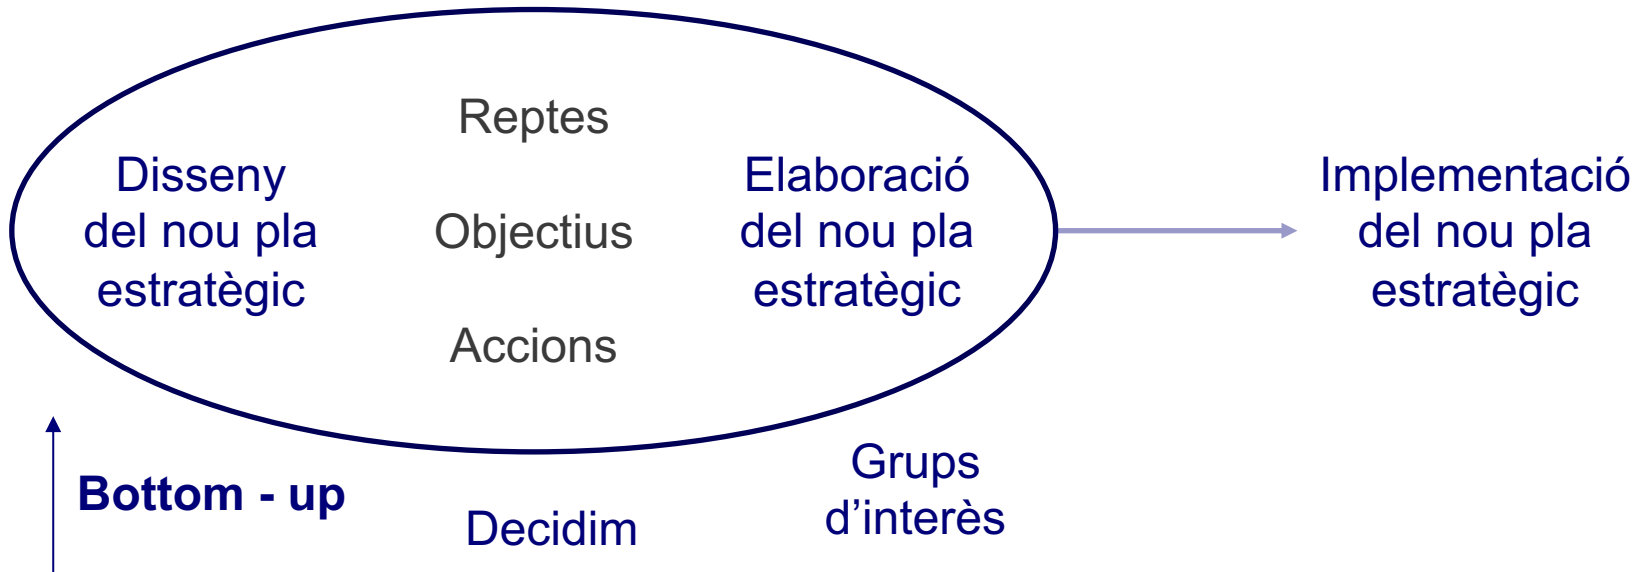 Reptes
Disseny
del nou pla
estratègic
Objectius
Accions
Elaboració
del nou pla
estratègic
Implementació
del nou pla
estratègic
Bottom - up
Decidim
Grups
d’interès